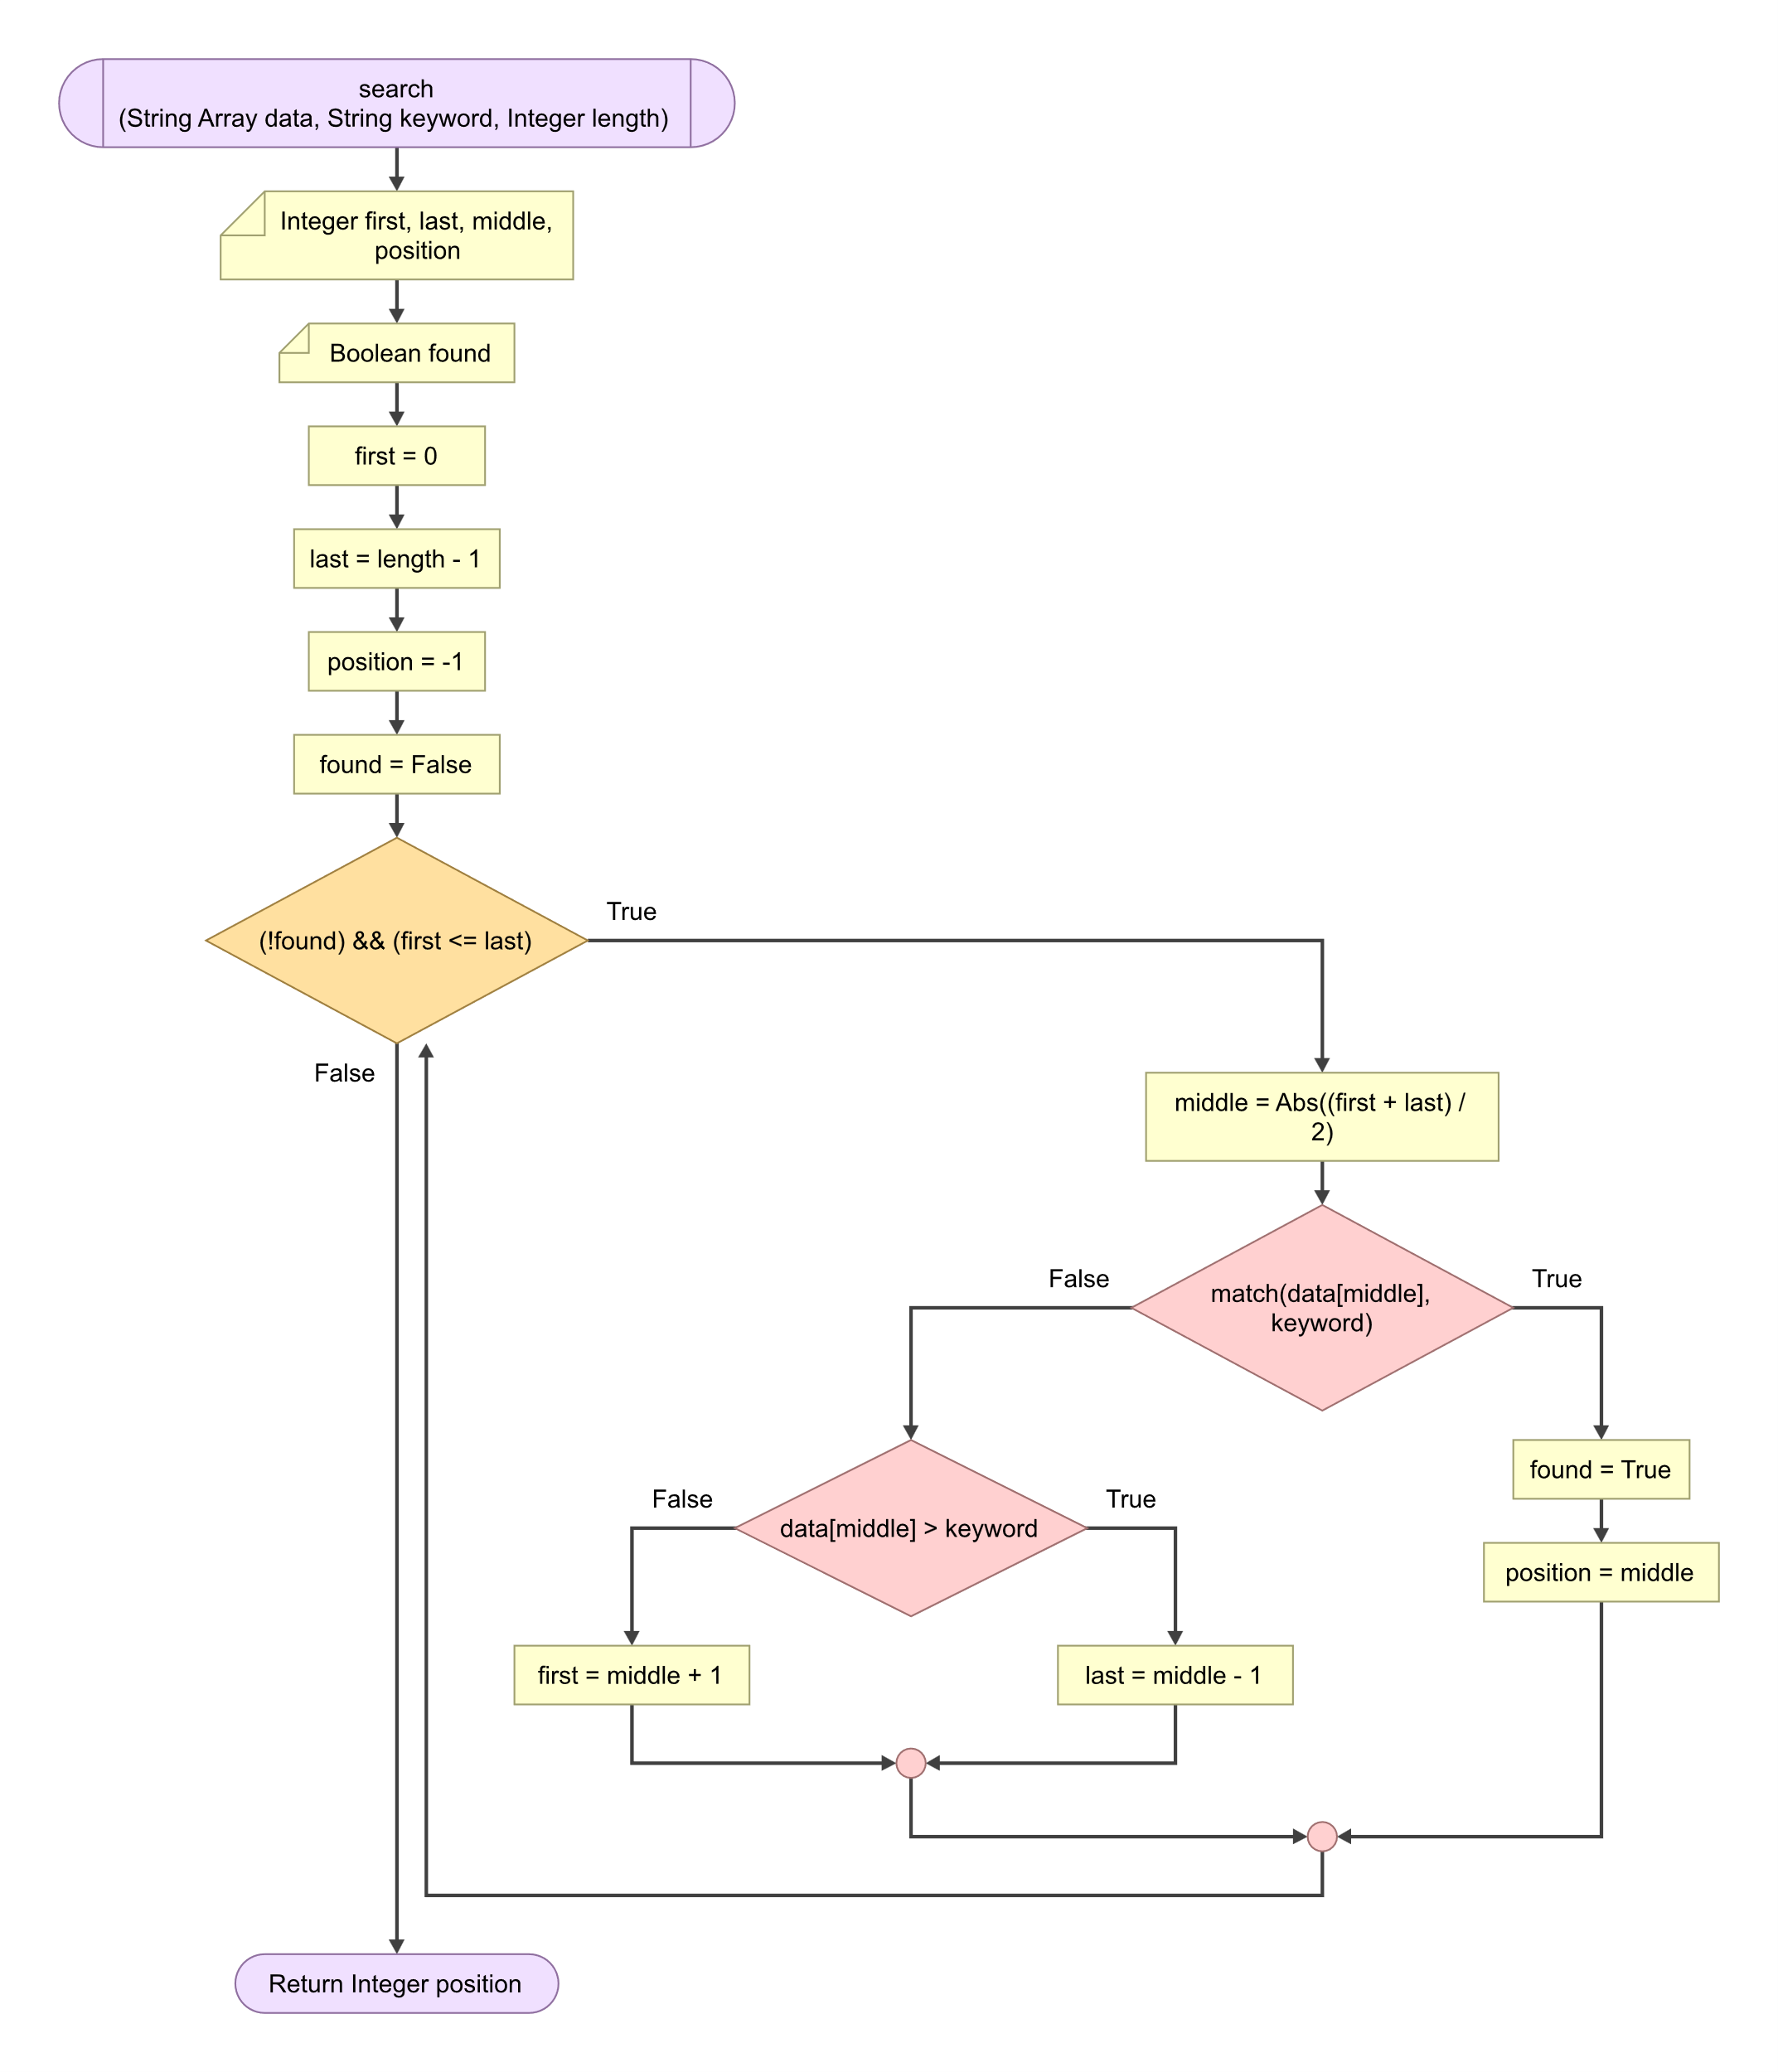 search
(String Array data, String keyword, Integer length)
Integer first, last, middle,
position
Boolean found
first = 0
last = length - 1
position = -1
found = False
(!found) && (first <= last)
True
False
middle = Abs((first + last) /
2)
match(data[middle],
keyword)
False
True
data[middle] > keyword
False
True
found = True
position = middle
first = middle + 1
last = middle - 1
Return Integer position